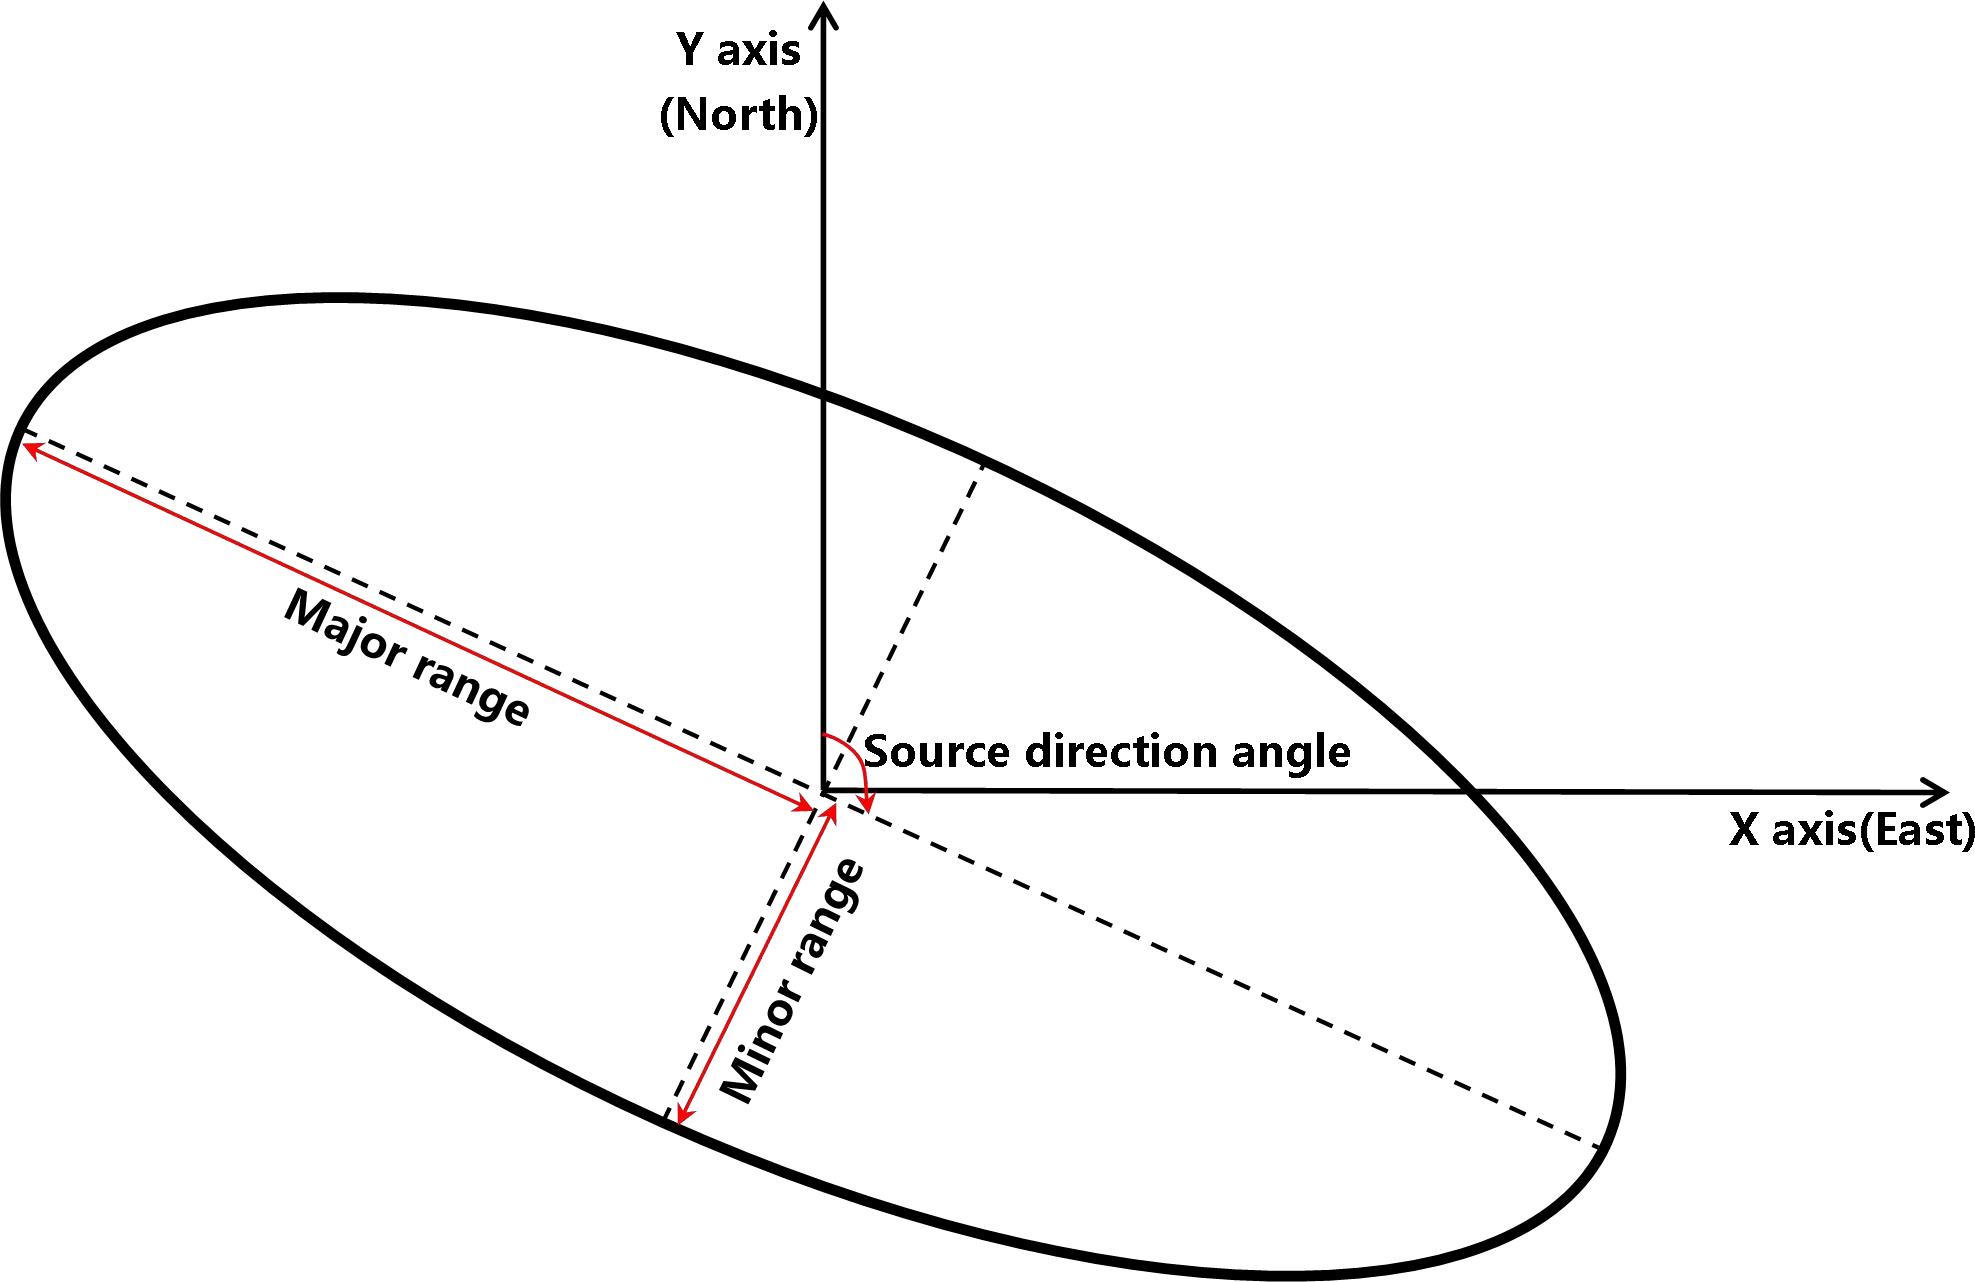 Y axis
(North)
Major range
Source direction angle
X axis(East)
Minor range